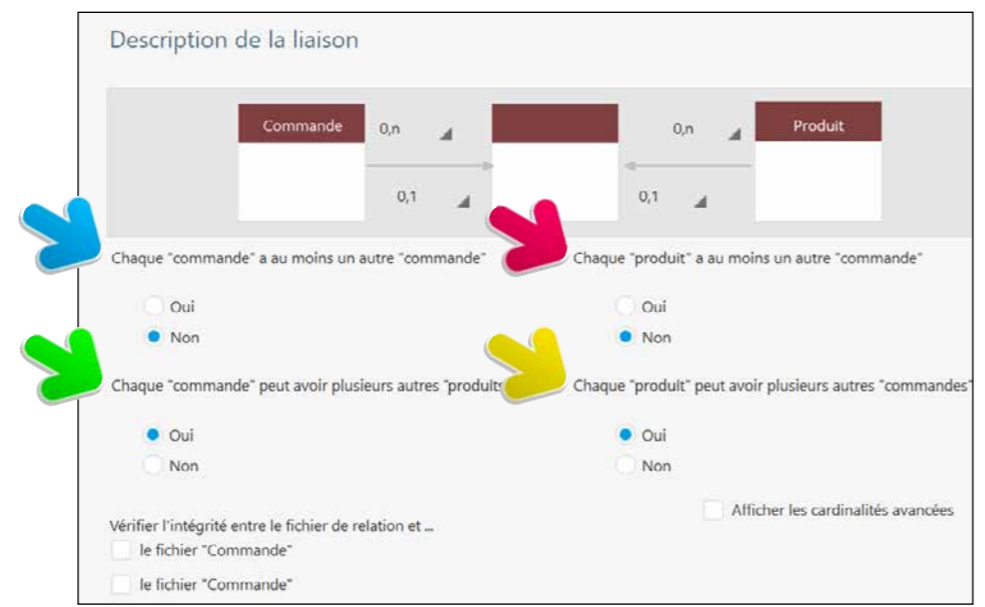 Description de la liaison
Commande 0,n 0,n Produit
0,1 0,1
Chaque "commande" a au moins un autre "commande"
Chaque "produit" a au moins un autre "commande"
Oui
Non
Oui
Non
Chaque "commande" peut avoir plusieurs autres "produits
Chaque "produit" peut avoir plusieurs autres "commandes"
Oui
Non
Oui
Non
Afficher les cardinalités avancées
Vérifier l'intégrité entre le fichier de relation et ...
le fichier "Commande"
le fichier "Commande"